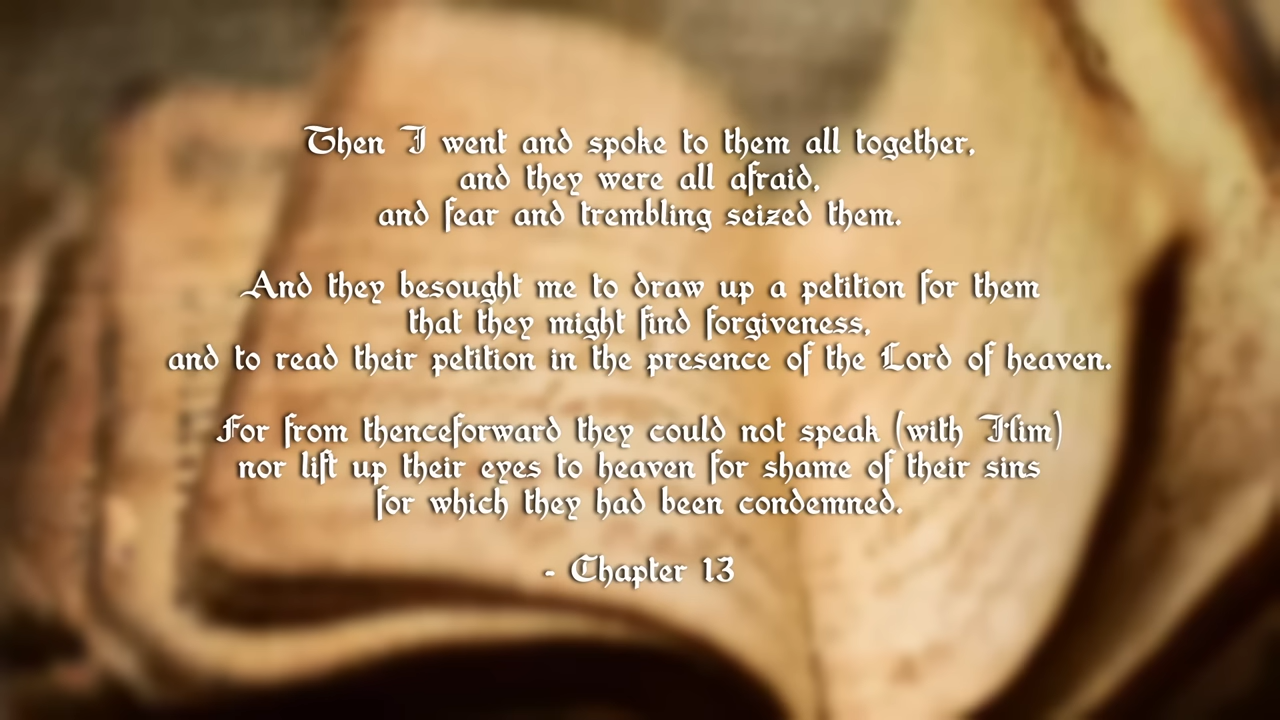 Then I went and spoke to them all together,
and they were all afraid,
and fear and trembling seized them.
And they besought me to draw up a petition for them
that they might find forgiveness,
and to read their petition in the presence of the Lord of heaven.
For from thenceforward they could not speak (with Him)
nor lift up their eyes to heaven for shame of their sins
for which they had been condemned.
- Chapter 13